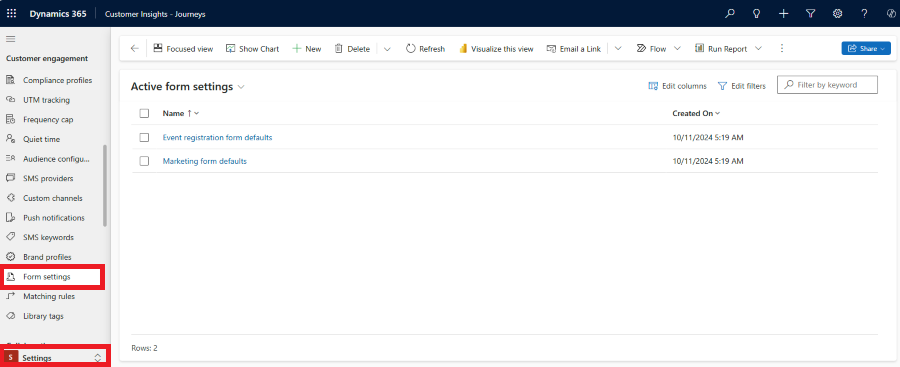 Dynamics 365 Customer Insights - Journeys
Customer engagement
Compliance profiles
UTM tracking
Frequency cap
Quiet time
Audience configu...
SMS providers
Custom channels
Push notifications
SMS keywords
Brand profiles
Form settings
Matching rules
Library tags
S Settings
Focused view Show Chart New Delete Refresh Visualize this view Email a Link Flow Run Report Share
Active form settings Edit columns Edit filters Filter by keyword
Name Created On
Event registration form defaults 10/11/2024 5:19 AM
Marketing form defaults 10/11/2024 5:19 AM
Rows: 2